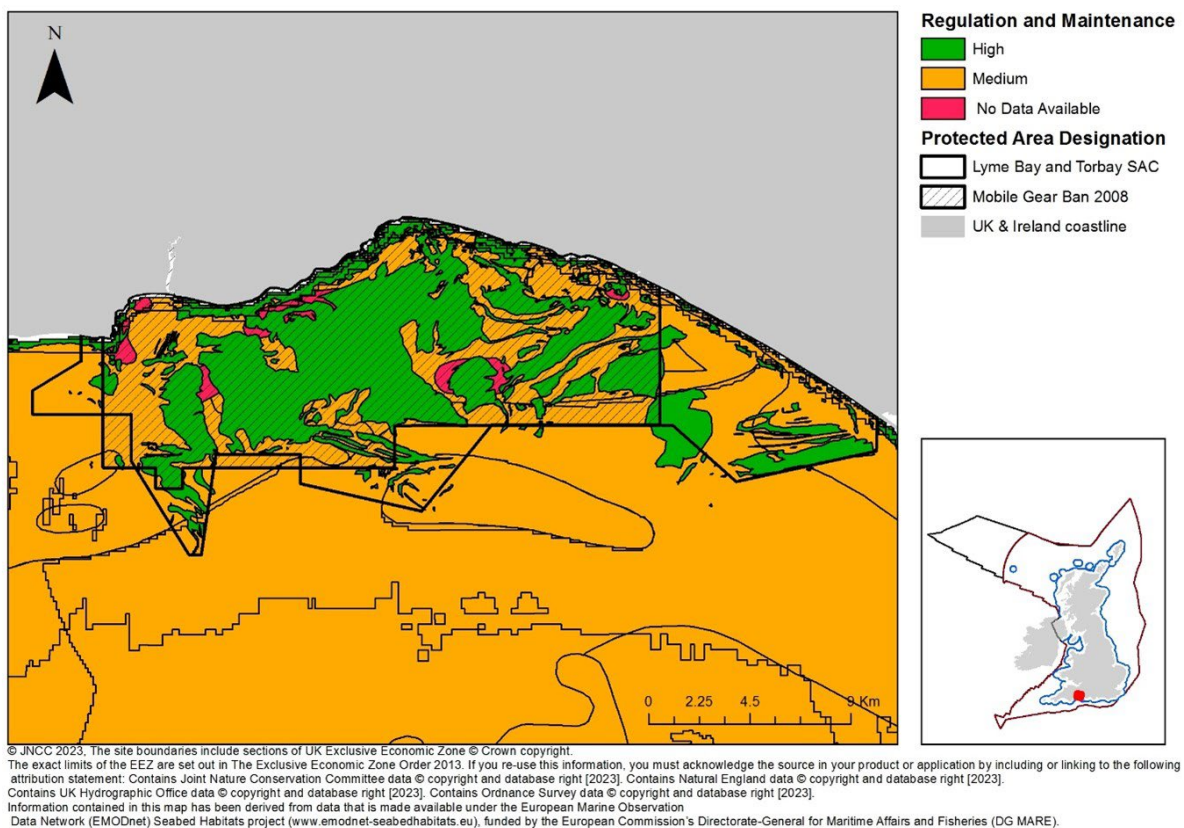 N
Regulation and Maintenance
High
Medium
No Data Available
Protected Area Designation
Lyme Bay and Torbay SAC
Mobile Gear Ban 2008
UK & Ireland coastline
0 2.25 4.5 9 Km
© JNCC 2023, The site boundaries include sections of UK Exclusive Economic Zone © Crown copyright.
The exact limits of the EEZ are set out in The Exclusive Economic Zone Order 2013. If you re-use this information, you must acknowledge the source in your product or application by including or linking to the following
attribution statement: Contains Joint Nature Conservation Committee data © copyright and database right [2023]. Contains Natural England data © copyright and database right [2023].
Contains UK Hydrographic Office data © copyright and database right [2023]. Contains Ordnance Survey data © copyright and database right [2023].
Information contained in this map has been derived from data that is made available under the European Marine Observation
Data Network (EMODnet) Seabed Habitats project (www.emodnet-seabedhabitats.eu), funded by the European Commission's Directorate-General for Maritime Affairs and Fisheries (DG MARE).